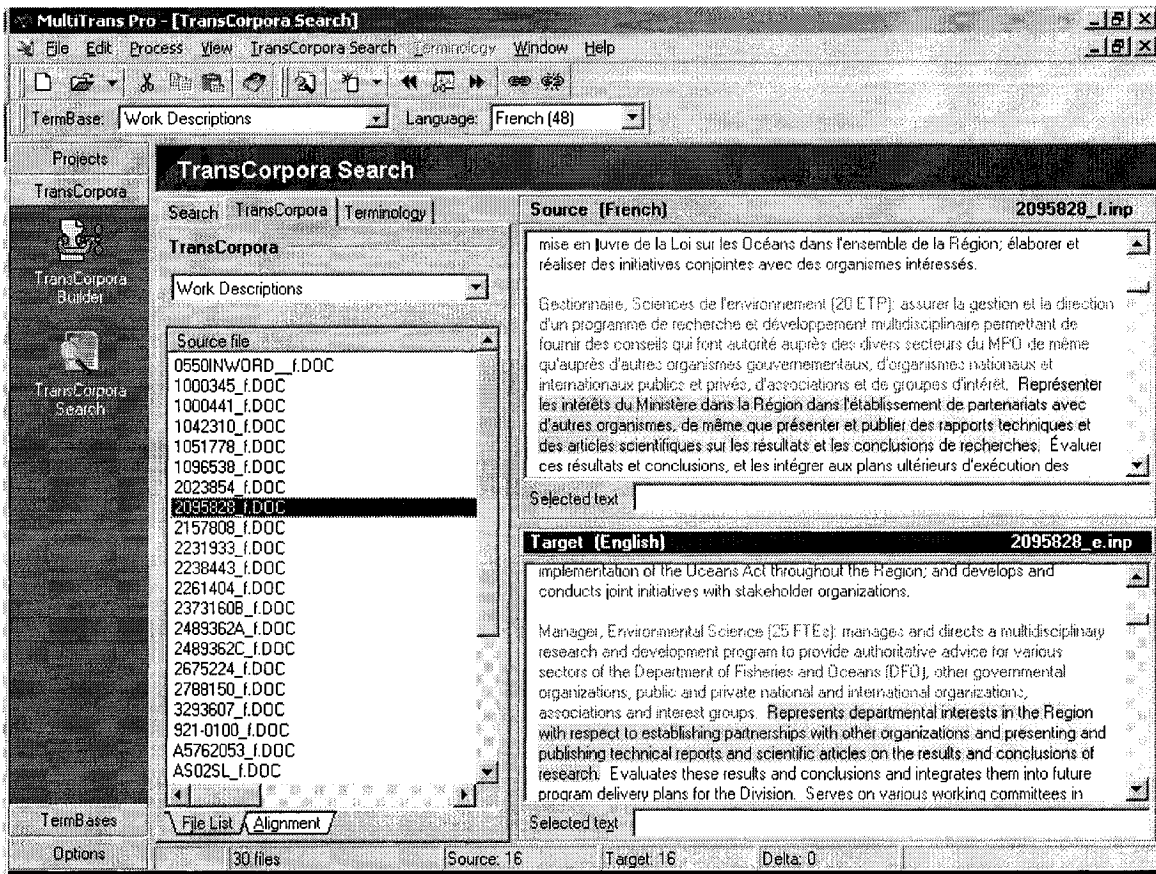 MultiTrans Pro - [TransCorpora Search]
File Edit Process View TransCorpora Search Terminology Window Help
TermBase: Work Descriptions Language: French (48)
Projects
TransCorpora
TransCorpora Builder
TransCorpora Search
TermBases
Options
TransCorpora Search
Search TransCorpora Terminology
TransCorpora
Work Descriptions
Source file
0550INWORD__f.DOC
1000345_f.DOC
1000441_f.DOC
1042310_f.DOC
1051778_f.DOC
1096538_f.DOC
2023854_f.DOC
2095828_f.DOC
2157808_f.DOC
2231933_f.DOC
2238443_f.DOC
2261404_f.DOC
2373160B_f.DOC
2489362A_f.DOC
2489362C_f.DOC
2675224_f.DOC
2788150_f.DOC
3293607_f.DOC
921-0100_f.DOC
A5762053_f.DOC
AS02SL_f.DOC
File List Alignment
Source (French) 2095828_f.inp
mise en Iuvre de la Loi sur les Océans dans l'ensemble de la Région; élaborer et
réaliser des initiatives conjointes avec des organismes intéressés.
Gestionnaire, Sciences de l'environnement (20 ETP): assurer la gestion et la direction
d'un programme de recherche et développement multidisciplinaire permettant de
fournir des conseils qui font autorité auprès des divers secteurs du MPO de même
qu'auprès d'autres organismes gouvernementaux, d'organismes nationaux et
internationaux publics et privés, d'associations et de groupes d'intérêt. Représenter
les intérêts du Ministère dans la Région dans l'établissement de partenariats avec
d'autres organismes, de même que présenter et publier des rapports techniques et
des articles scientifiques sur les résultats et les conclusions de recherches. Évaluer
ces résultats et conclusions, et les intégrer aux plans ultérieurs d'exécution des
Selected text
Target (English) 2095828_e.inp
implementation of the Oceans Act throughout the Region; and develops and
conducts joint initiatives with stakeholder organizations.
Manager, Environmental Science (25 FTEs): manages and directs a multidisciplinary
research and development program to provide authoritative advice for various
sectors of the Department of Fisheries and Oceans (DFO), other governmental
organizations, public and private national and international organizations,
associations and interest groups. Represents departmental interests in the Region
with respect to establishing partnerships with other organizations and presenting and
publishing technical reports and scientific articles on the results and conclusions of
research. Evaluates these results and conclusions and integrates them into future
program delivery plans for the Division. Serves on various working committees in
Selected text
30 files Source: 16 Target: 16 Delta: 0